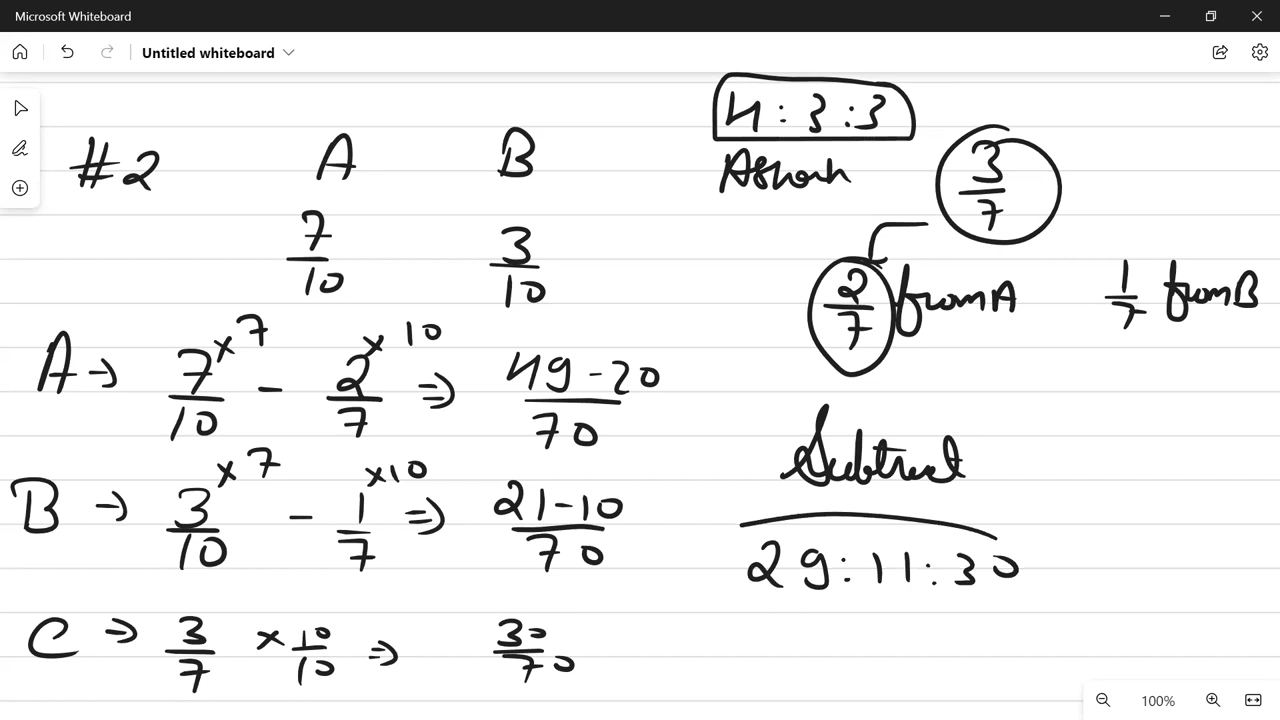 Microsoft Whiteboard
Untitled whiteboard
#2 A B
7/10 3/10
A → 7/10 ×7 - 2/7 ×10 ⇒ 49-20/70
B → 3/10 ×7 - 1/7 ×10 ⇒ 21-10/70
C ⇒ 3/7 × 10/10 ⇒ 30/70
4:3:3
3/7
2/7 from A 1/7 from B
Subtract
29:11:30
100%